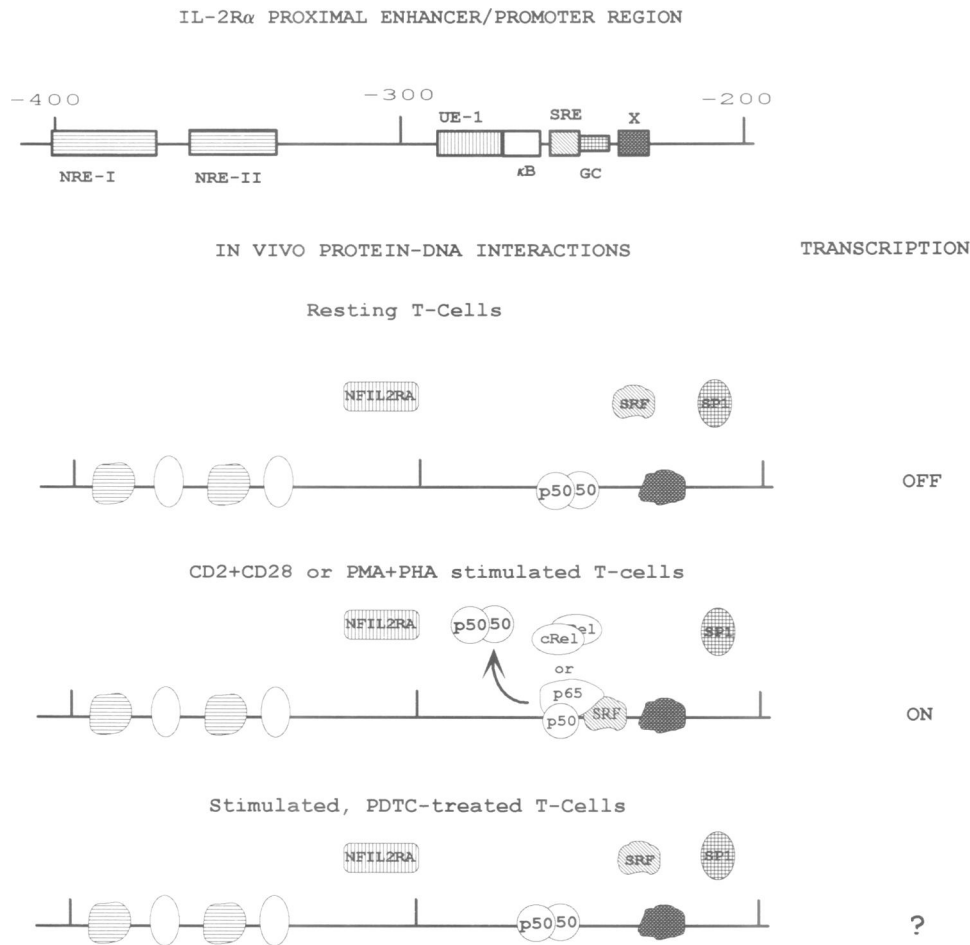 IL-2Rα PROXIMAL ENHANCER/PROMOTER REGION
-400 -300 -200
UE-1 SRE X
NRE-I NRE-II κB GC
IN VIVO PROTEIN-DNA INTERACTIONS TRANSCRIPTION
Resting T-Cells
NFIL2RA SRF SP1
p50 50 OFF
CD2+CD28 or PMA+PHA stimulated T-cells
NFIL2RA p50 50 cRel Rel SP1
or
p65
p50 SRF ON
Stimulated, PDTC-treated T-Cells
NFIL2RA SRF SP1
p50 50 ?